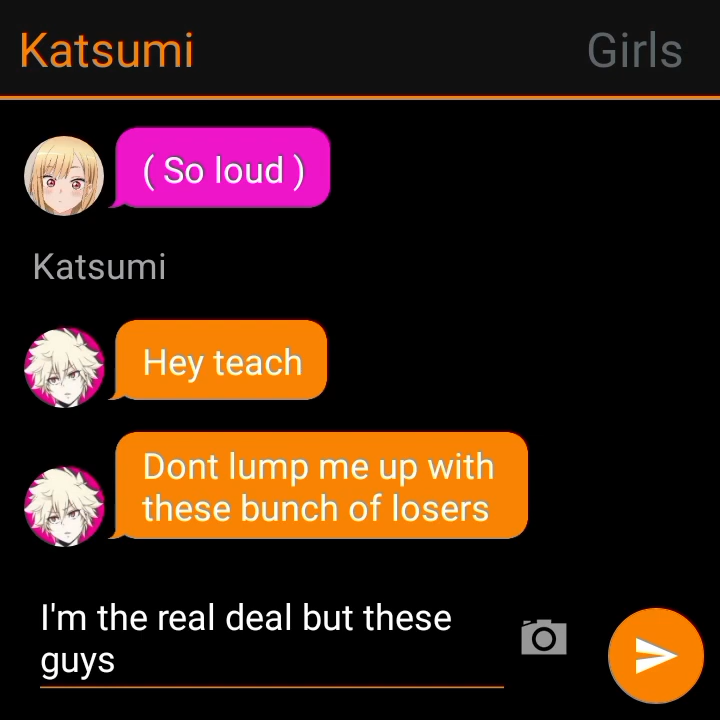 Katsumi
Girls
( So loud )
Katsumi
Hey teach
Dont lump me up with
these bunch of losers
I'm the real deal but these
guys